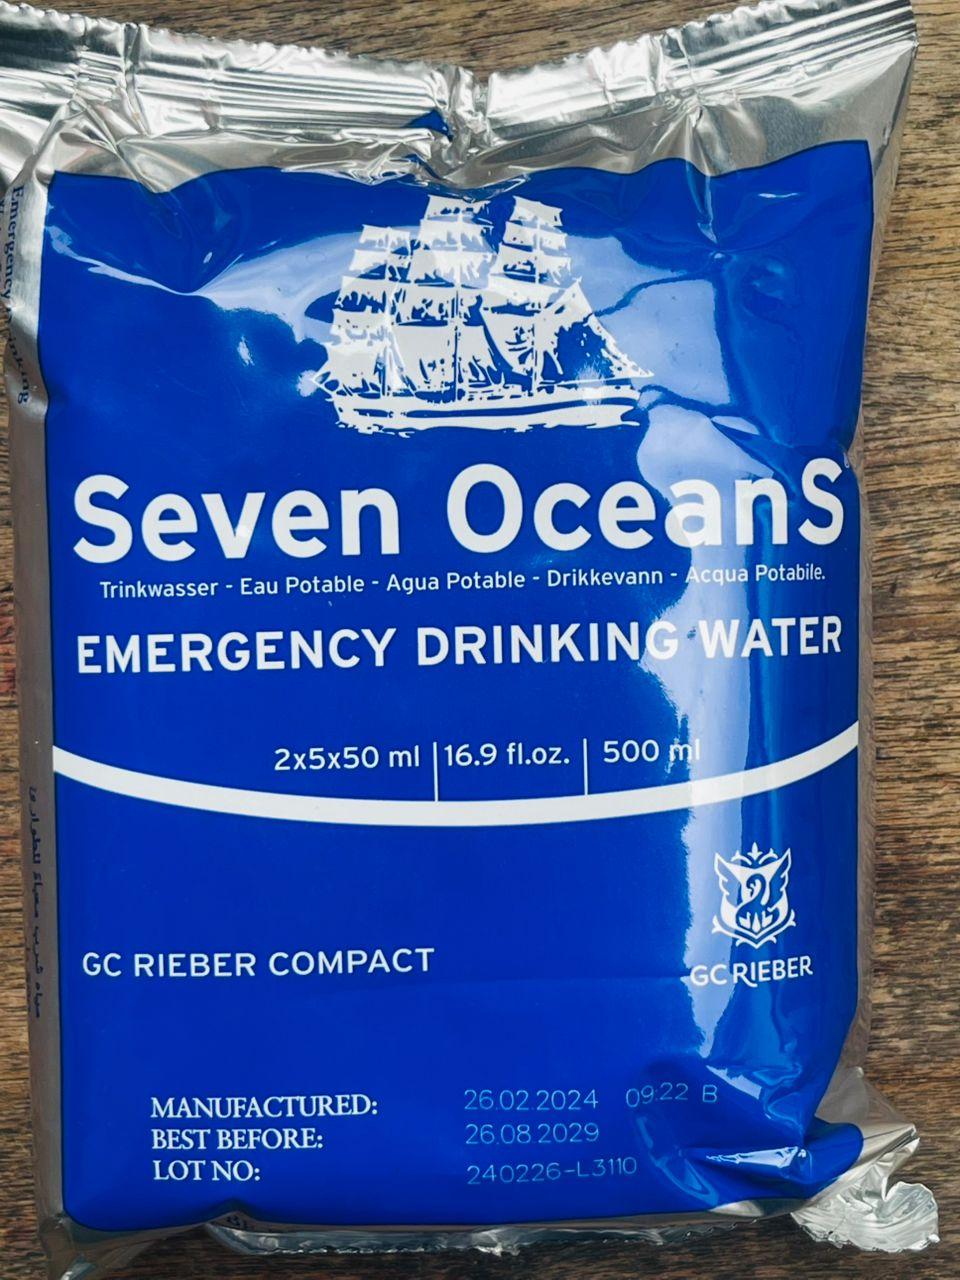 Seven OceanS
Trinkwasser - Eau Potable - Agua Potable - Drikkevann - Acqua Potabile.
EMERGENCY DRINKING WATER
2x5x50 ml | 16.9 fl.oz. | 500 ml
GC RIEBER COMPACT
GC RIEBER
MANUFACTURED: 26.02.2024 09:22 B
BEST BEFORE: 26.08.2029
LOT NO: 240226-L3110
Emergency